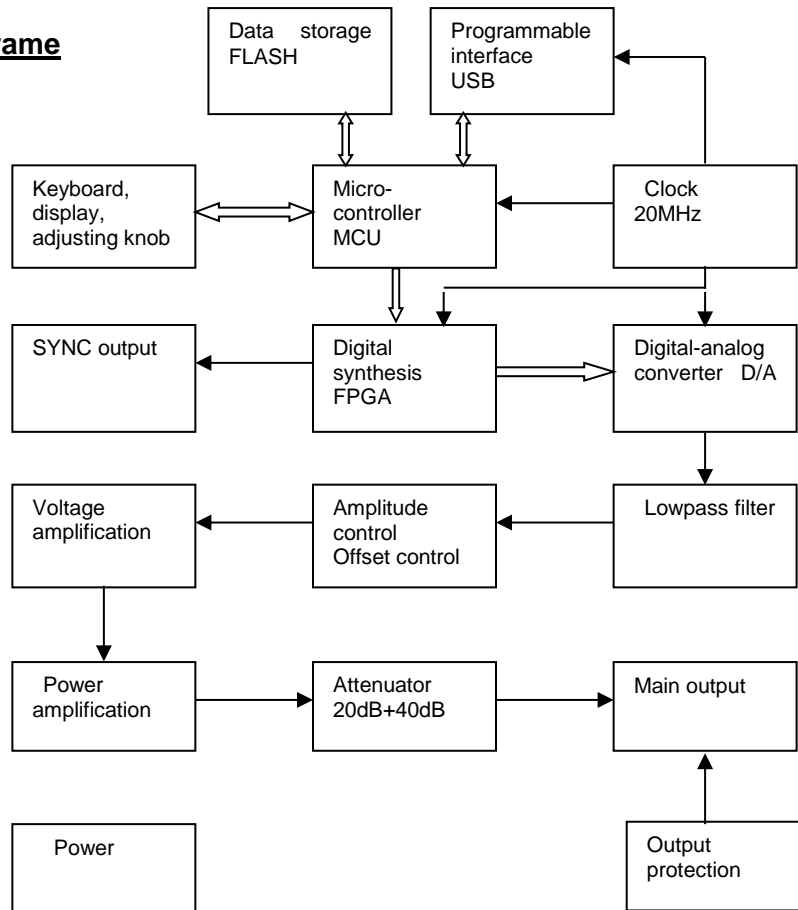 rame
Data storage
FLASH
Programmable
interface
USB
Keyboard,
display,
adjusting knob
Micro-
controller
MCU
Clock
20MHz
SYNC output
Digital
synthesis
FPGA
Digital-analog
converter D/A
Voltage
amplification
Amplitude
control
Offset control
Lowpass filter
Power
amplification
Attenuator
20dB+40dB
Main output
Power
Output
protection